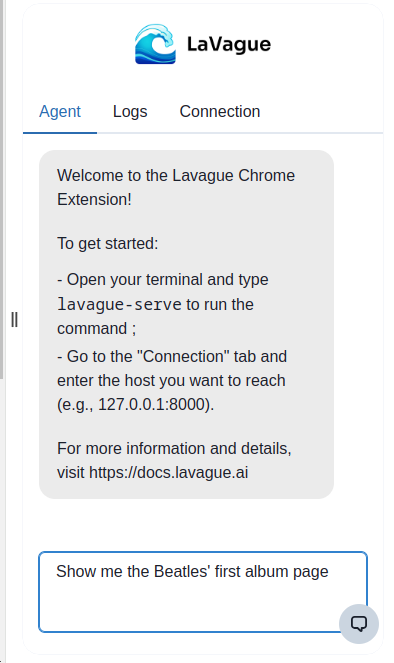 LaVague
Agent Logs Connection
Welcome to the Lavague Chrome
Extension!
To get started:
- Open your terminal and type
lavague-serve to run the
command ;
- Go to the "Connection" tab and
enter the host you want to reach
(e.g., 127.0.0.1:8000).
For more information and details,
visit https://docs.lavague.ai
Show me the Beatles' first album page